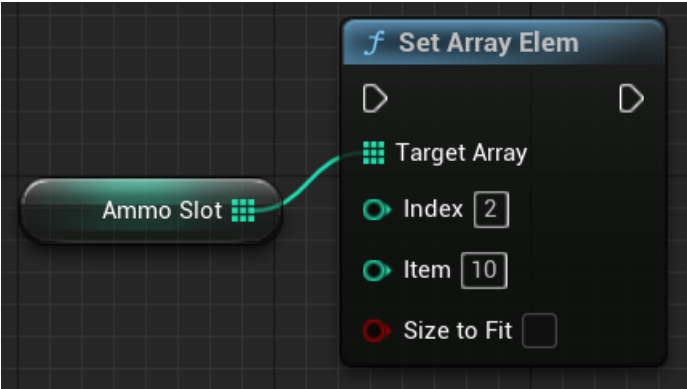 f Set Array Elem
Target Array
Ammo Slot
Index 2
Item 10
Size to Fit